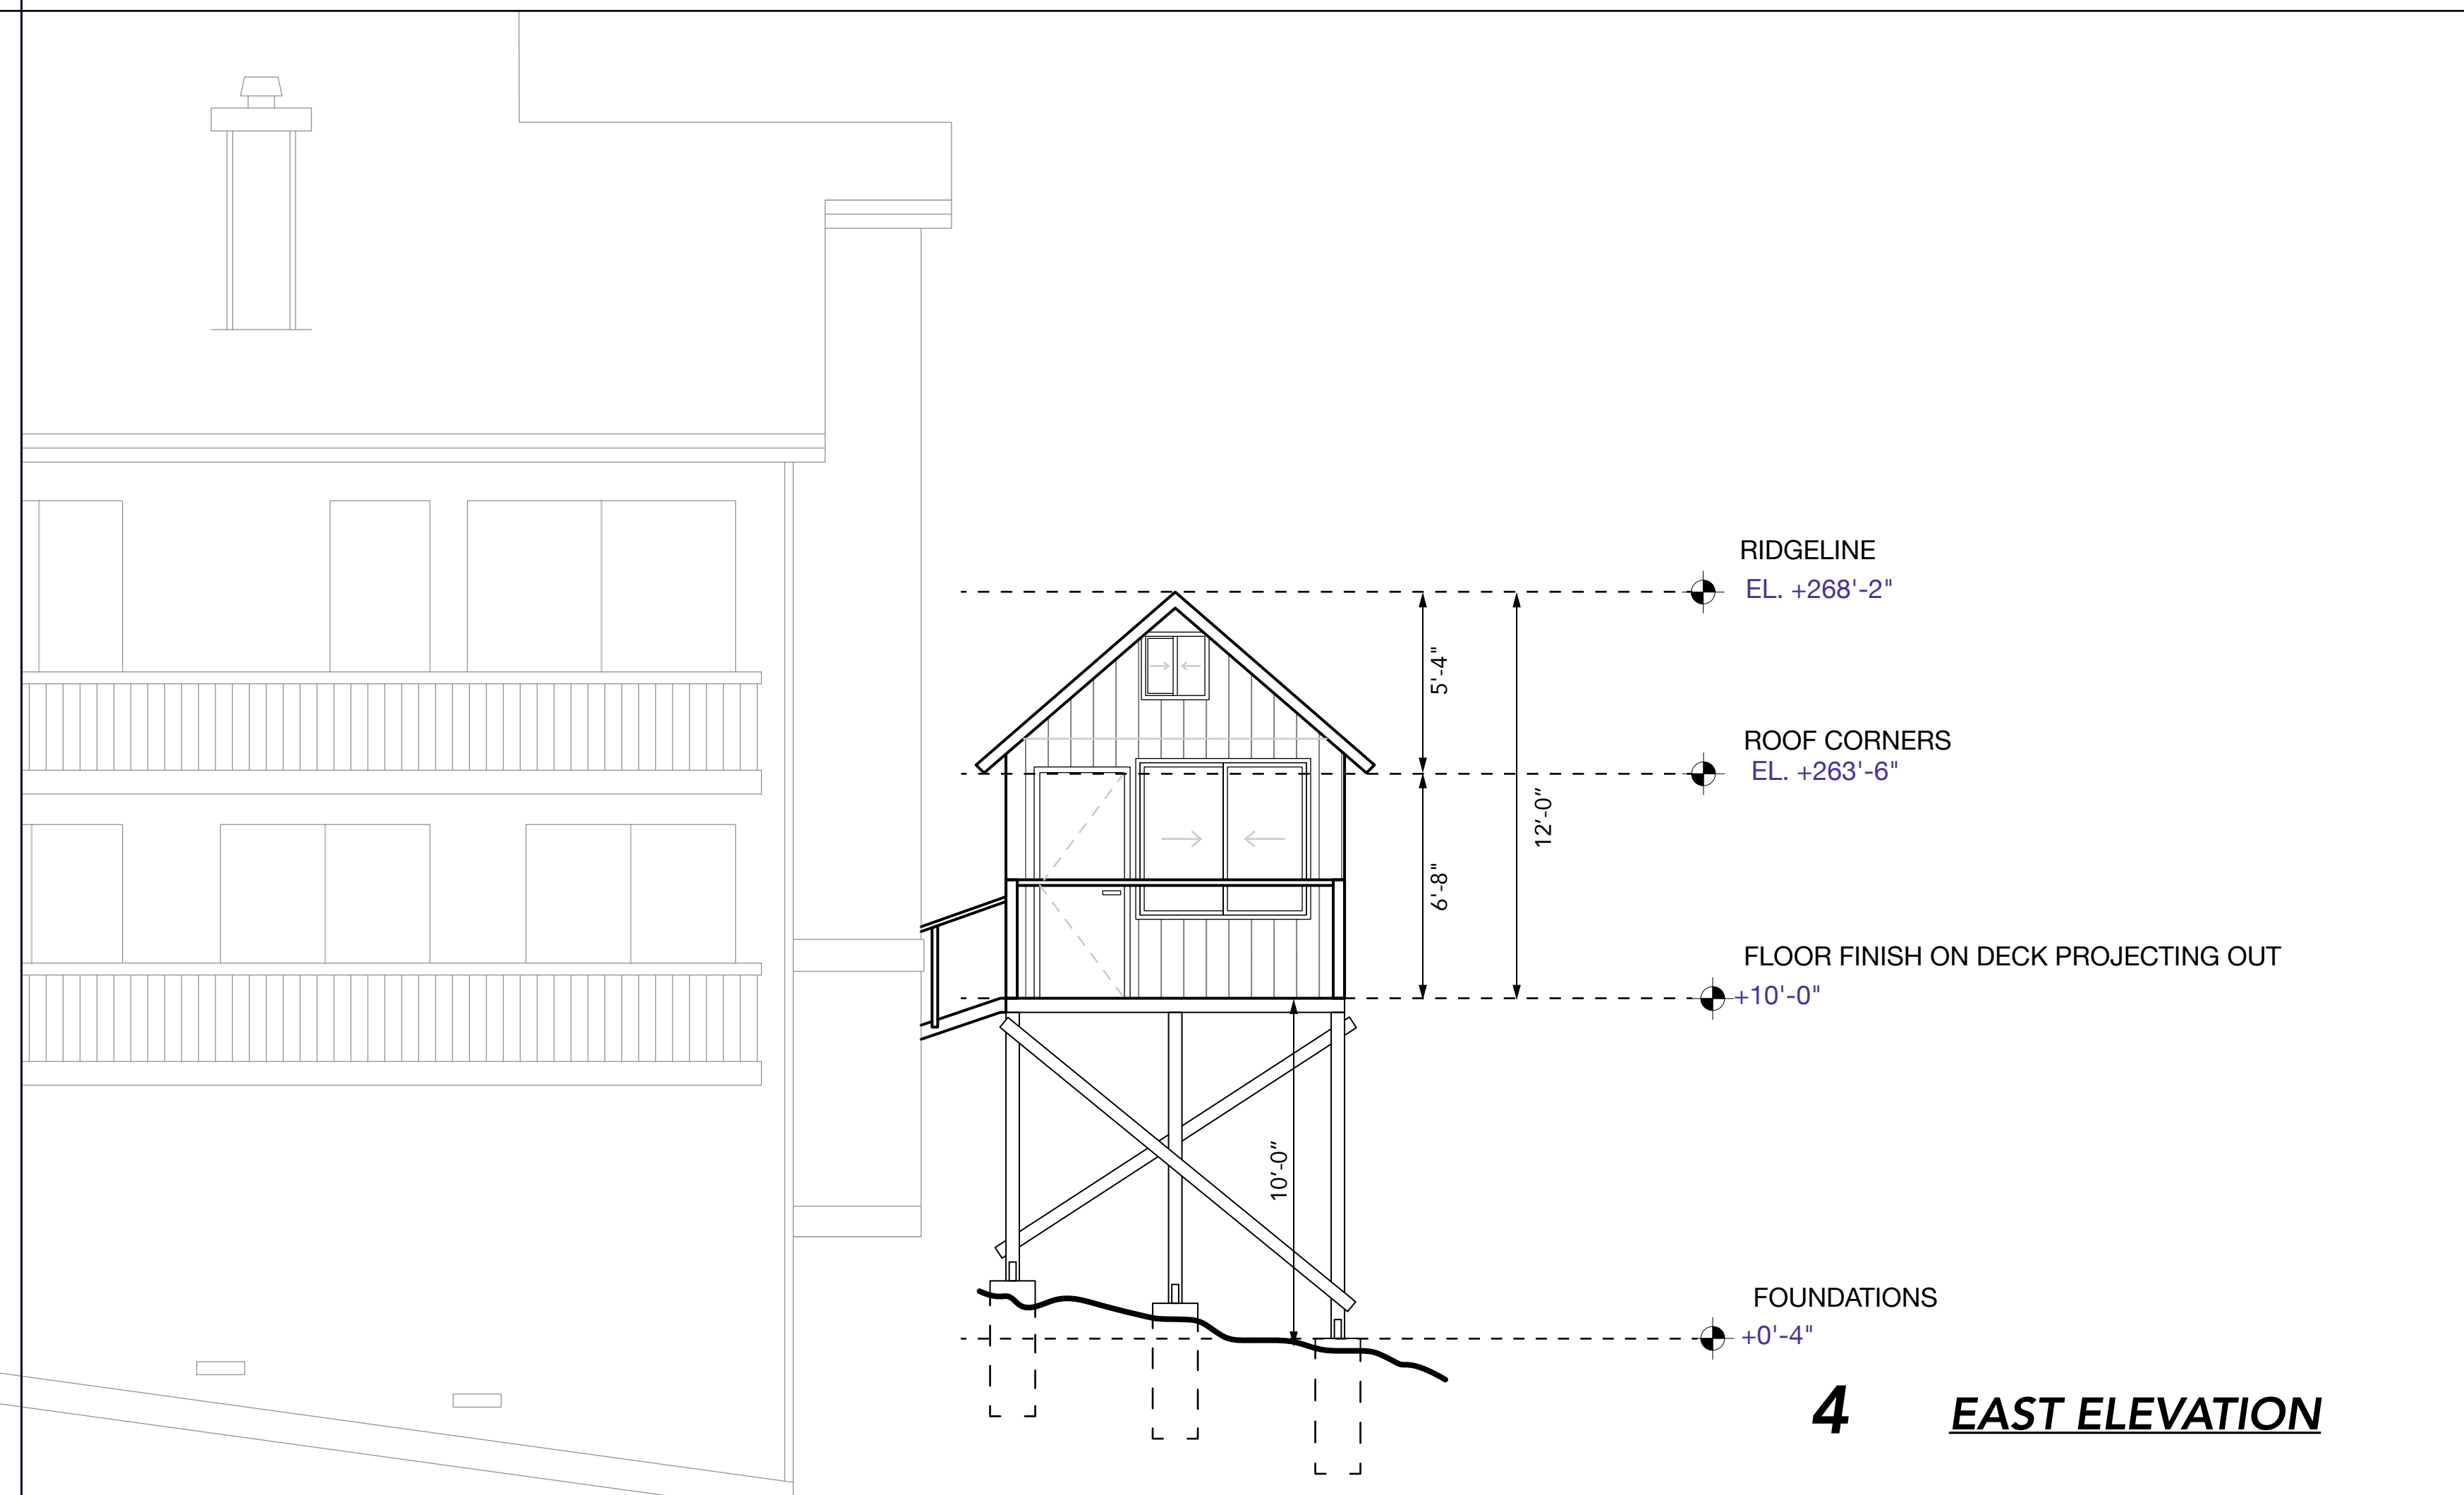 RIDGELINE
EL. +268'-2"
5'-4"
ROOF CORNERS
EL. +263'-6"
12'-0"
6'-8"
FLOOR FINISH ON DECK PROJECTING OUT
+10'-0"
10'-0"
FOUNDATIONS
+0'-4"
4 EAST ELEVATION